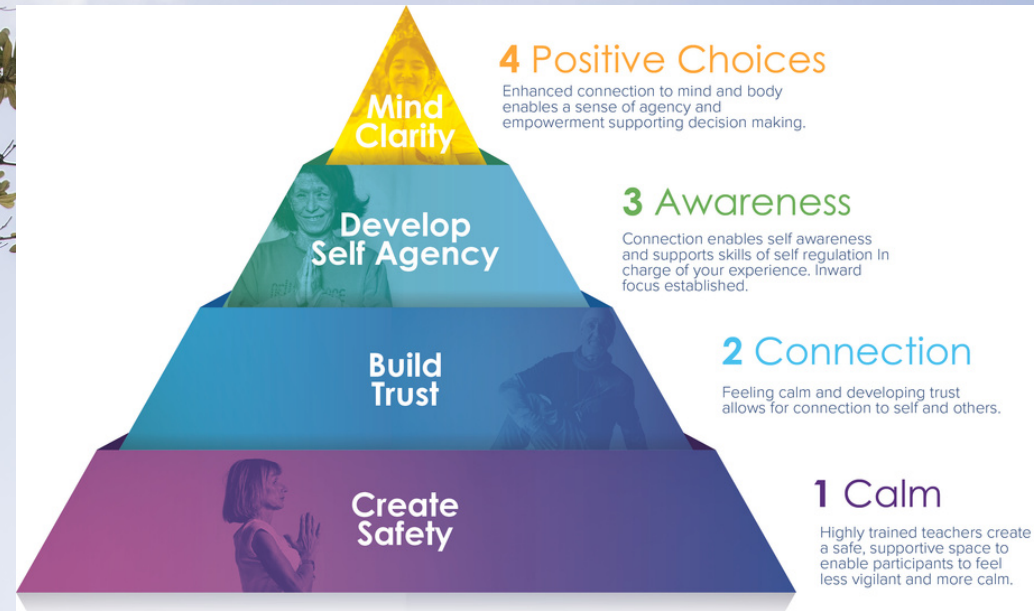 4 Positive Choices
Enhanced connection to mind and body
enables a sense of agency and
empowerment supporting decision making.
Mind
Clarity
3 Awareness
Connection enables self awareness
and supports skills of self regulation In
charge of your experience. Inward
focus established.
Develop
Self Agency
2 Connection
Feeling calm and developing trust
allows for connection to self and others.
Build
Trust
1 Calm
Highly trained teachers create
a safe, supportive space to
enable participants to feel
less vigilant and more calm.
Create
Safety